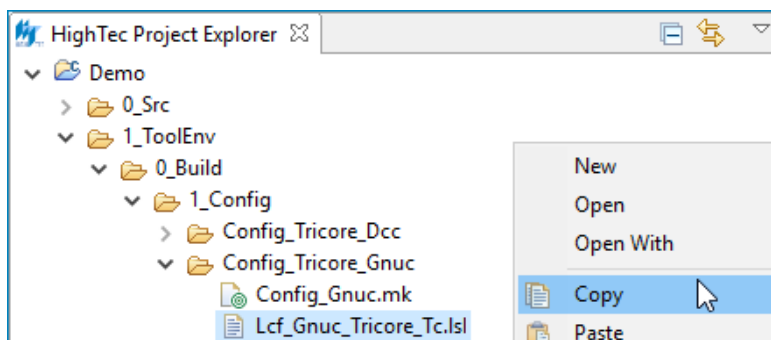 HighTec Project Explorer
Demo
0_Src
1_ToolEnv
0_Build
1_Config
Config_Tricore_Dcc
Config_Tricore_Gnuc
Config_Gnuc.mk
Lcf_Gnuc_Tricore_Tc.lsl
New
Open
Open With
Copy
Paste